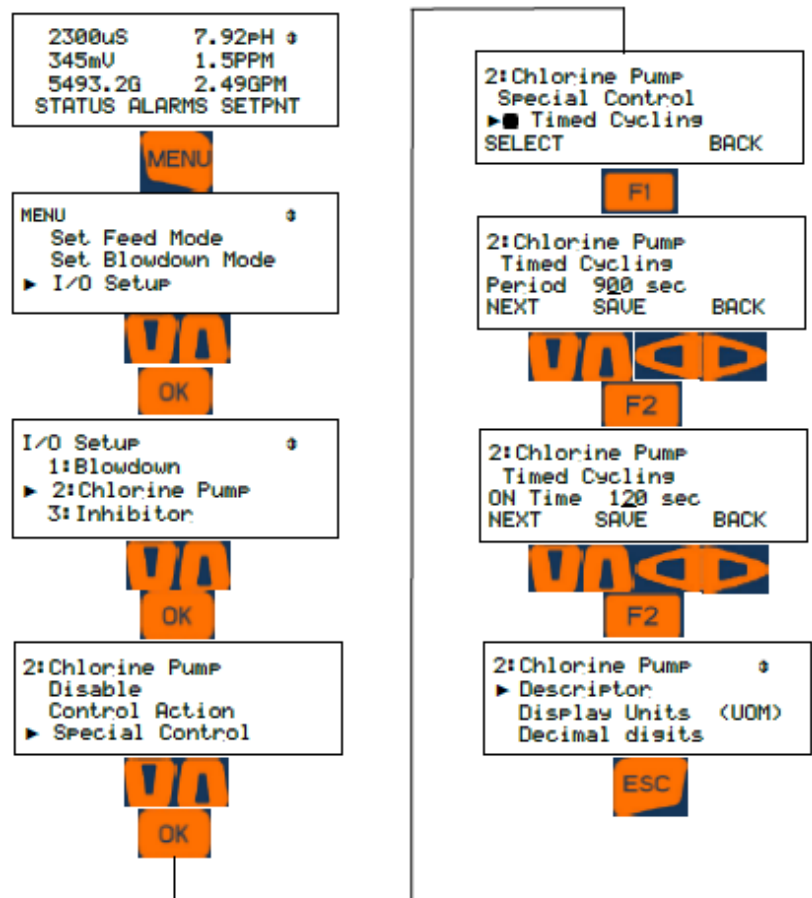 2300uS 7.92pH
345mV 1.5PPM
5493.2G 2.49GPM
STATUS ALARMS SETPNT
MENU
MENU
Set Feed Mode
Set Blowdown Mode
I/O Setup
OK
I/O Setup
1:Blowdown
2:Chlorine Pump
3:Inhibitor
OK
2:Chlorine Pump
Disable
Control Action
Special Control
OK
2:Chlorine Pump
Special Control
Timed Cycling
SELECT BACK
F1
2:Chlorine Pump
Timed Cycling
Period 900 sec
NEXT SAVE BACK
F2
2:Chlorine Pump
Timed Cycling
ON Time 120 sec
NEXT SAVE BACK
F2
2:Chlorine Pump
Descriptor
Display Units (UOM)
Decimal digits
ESC